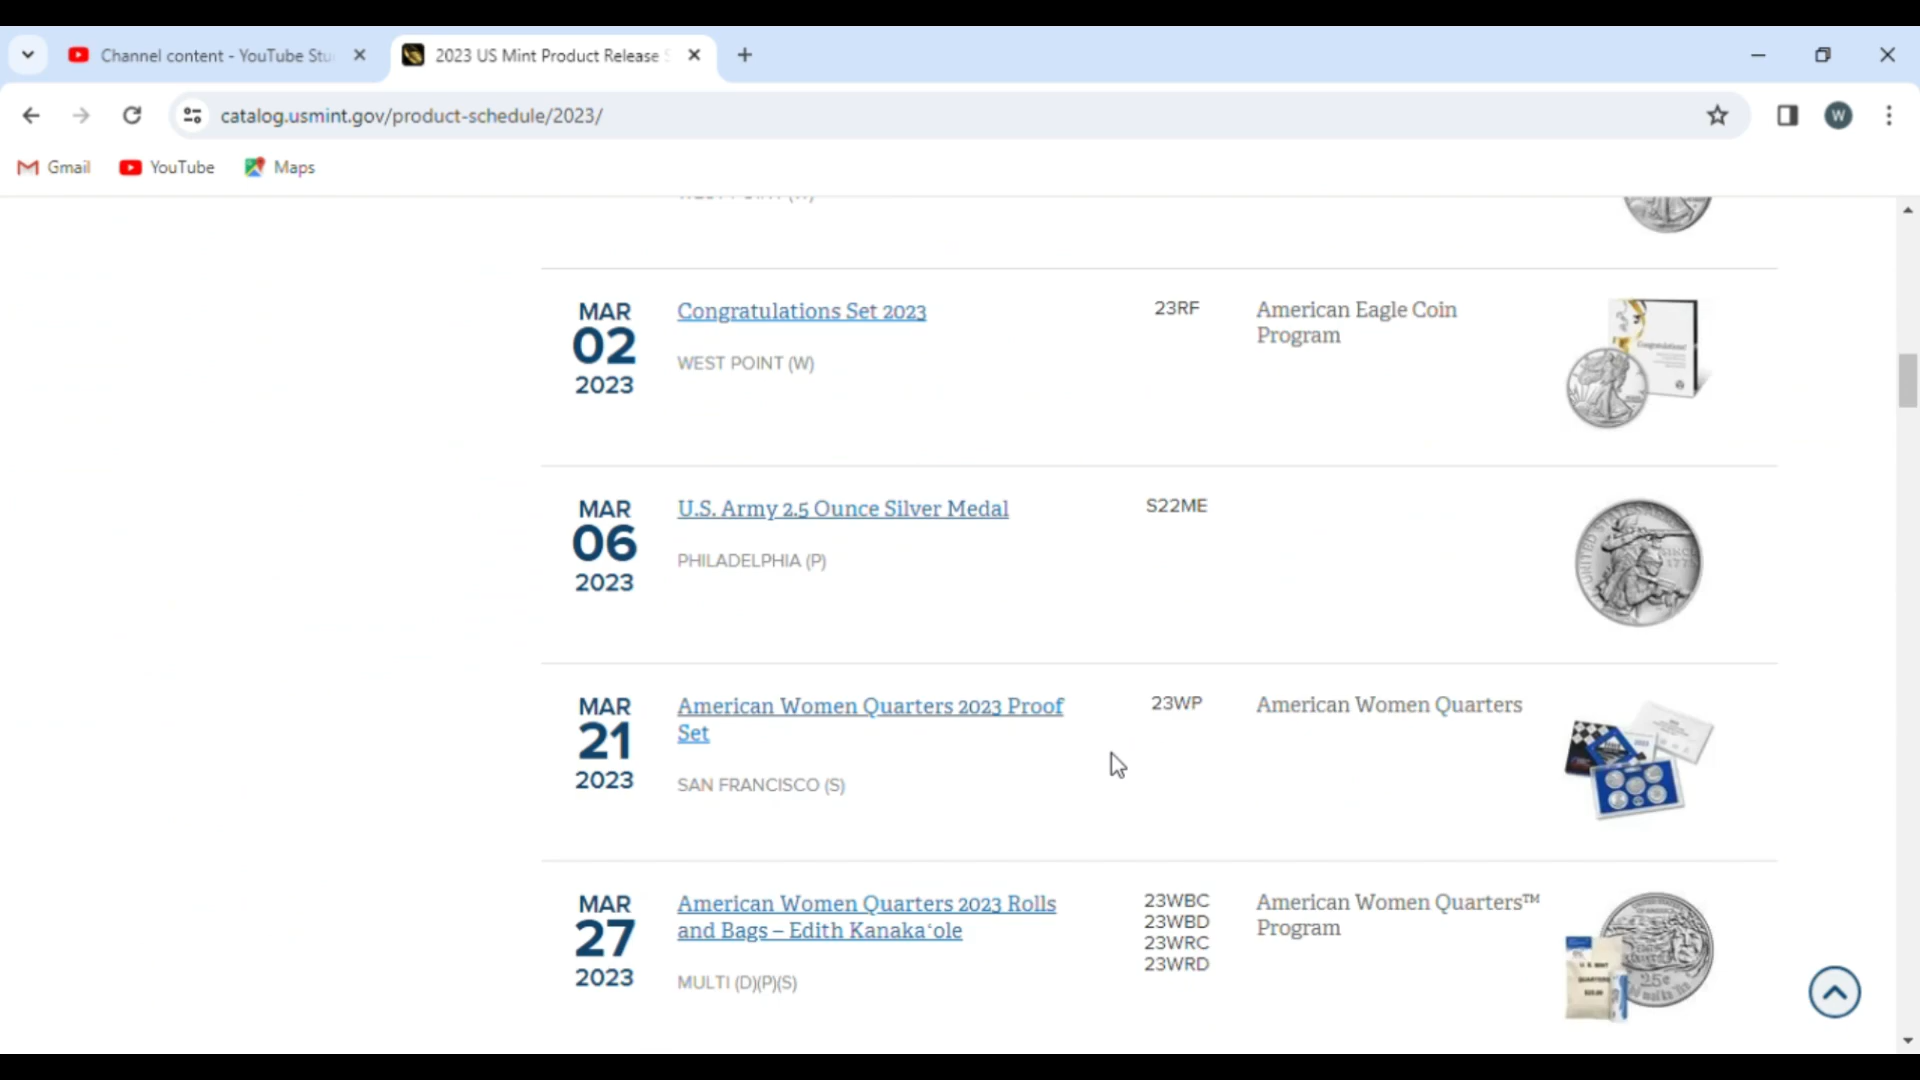 Channel content - YouTube Stu
2023 US Mint Product Release S
catalog.usmint.gov/product-schedule/2023/
W
Gmail
YouTube
Maps
WEST POINT (W)
MAR
02
2023
Congratulations Set 2023
WEST POINT (W)
23RF
American Eagle Coin
Program
MAR
06
2023
U.S. Army 2.5 Ounce Silver Medal
PHILADELPHIA (P)
S22ME
MAR
21
2023
American Women Quarters 2023 Proof
Set
SAN FRANCISCO (S)
23WP
American Women Quarters
MAR
27
2023
American Women Quarters 2023 Rolls
and Bags – Edith Kanakaʻole
MULTI (D)(P)(S)
23WBC
23WBD
23WRC
23WRD
American Women Quarters™
Program